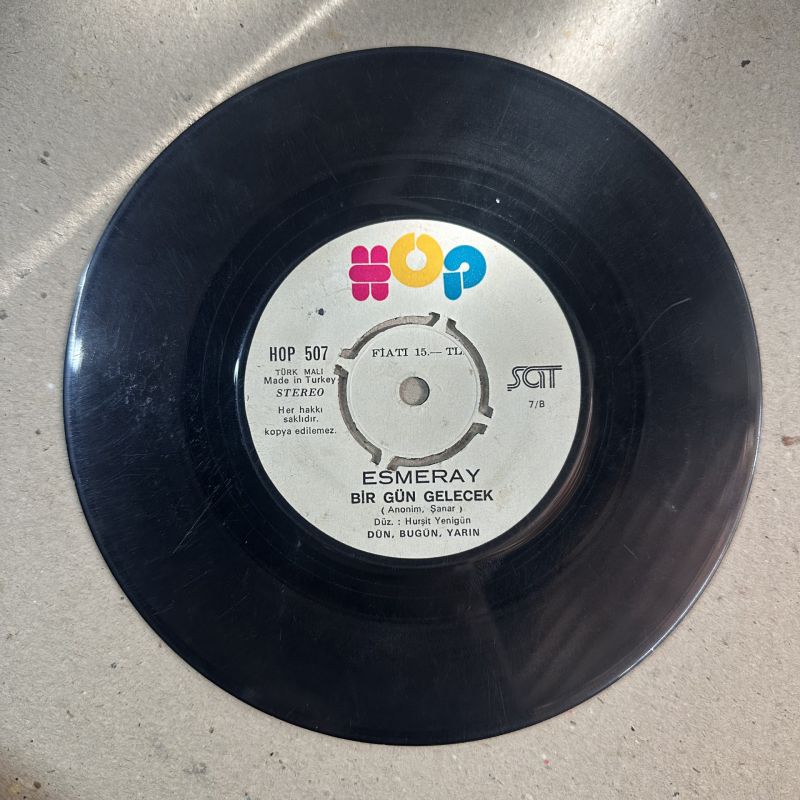 HOP
HOP 507
FİATI 15.— TL.
TÜRK MALI
Made in Turkey
STEREO
Her hakkı
saklıdır.
kopya edilemez.
SAT
7/B
ESMERAY
BİR GÜN GELECEK
( Anonim, Şanar )
Düz. : Hurşit Yenigün
DÜN, BUGÜN, YARIN